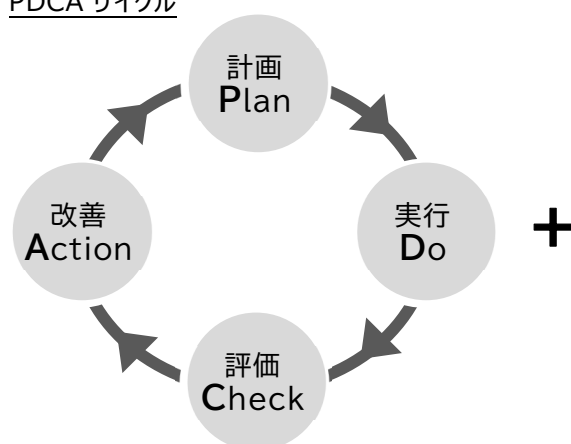 PDCA サイクル
計画
Plan
改善
Action
実行
Do
+
評価
Check